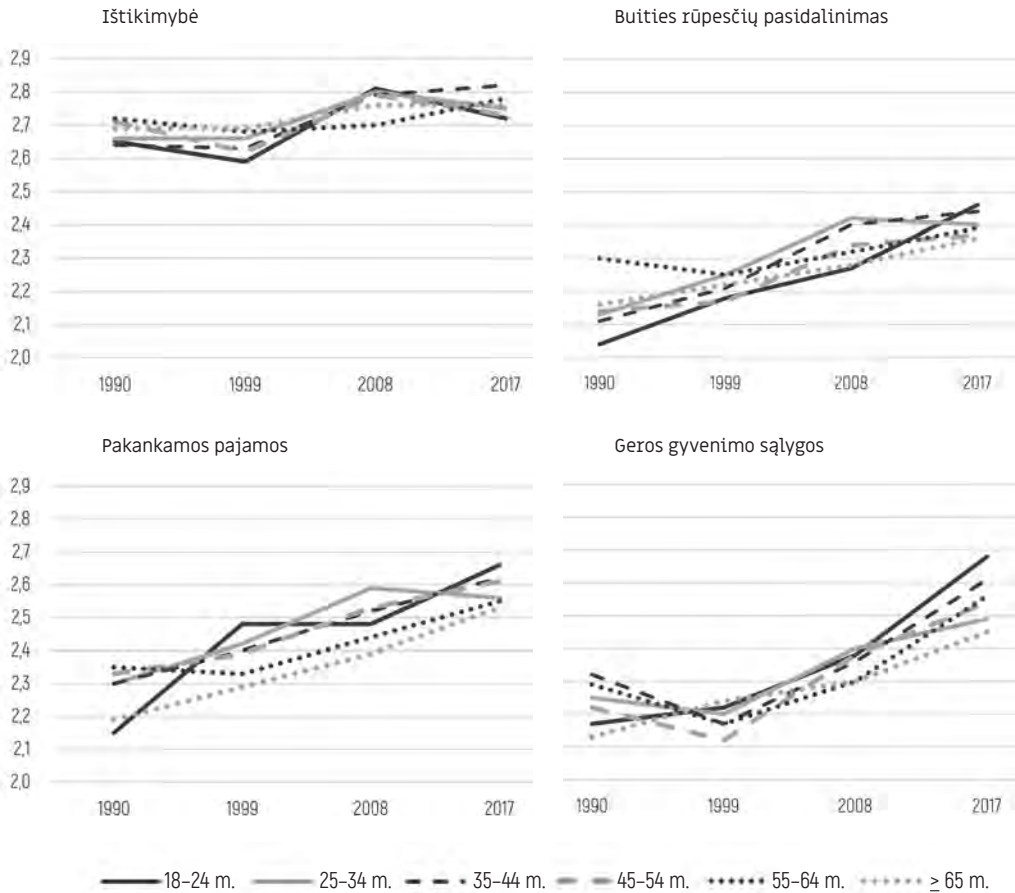 Ištikimybė
Buities rūpesčių pasidalinimas
2,9
2,8
2,7
2,6
2,5
2,4
2,3
2,2
2,1
2,0
1990 1999 2008 2017
1990 1999 2008 2017
Pakankamos pajamos
Geros gyvenimo sąlygos
2,9
2,8
2,7
2,6
2,5
2,4
2,3
2,2
2,1
2,0
1990 1999 2008 2017
1990 1999 2008 2017
18–24 m. 25–34 m. 35–44 m. 45–54 m. 55–64 m. ≥ 65 m.